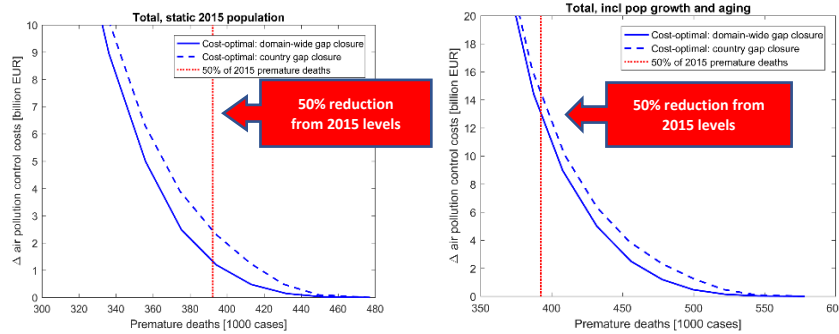 Total, static 2015 population
10
9
8
7
6
5
4
3
2
1
0
300
320
340
360
380
400
420
440
460
480
Δ air pollution control costs [billion EUR]
Premature deaths [1000 cases]
Cost-optimal: domain-wide gap closure
Cost-optimal: country gap closure
50% of 2015 premature deaths
50% reduction
from 2015 levels
Total, incl pop growth and aging
20
18
16
14
12
10
8
6
4
2
0
350
400
450
500
550
600
Δ air pollution control costs [billion EUR]
Premature deaths [1000 cases]
Cost-optimal: domain-wide gap closure
Cost-optimal: country gap closure
50% of 2015 premature deaths
50% reduction from
2015 levels